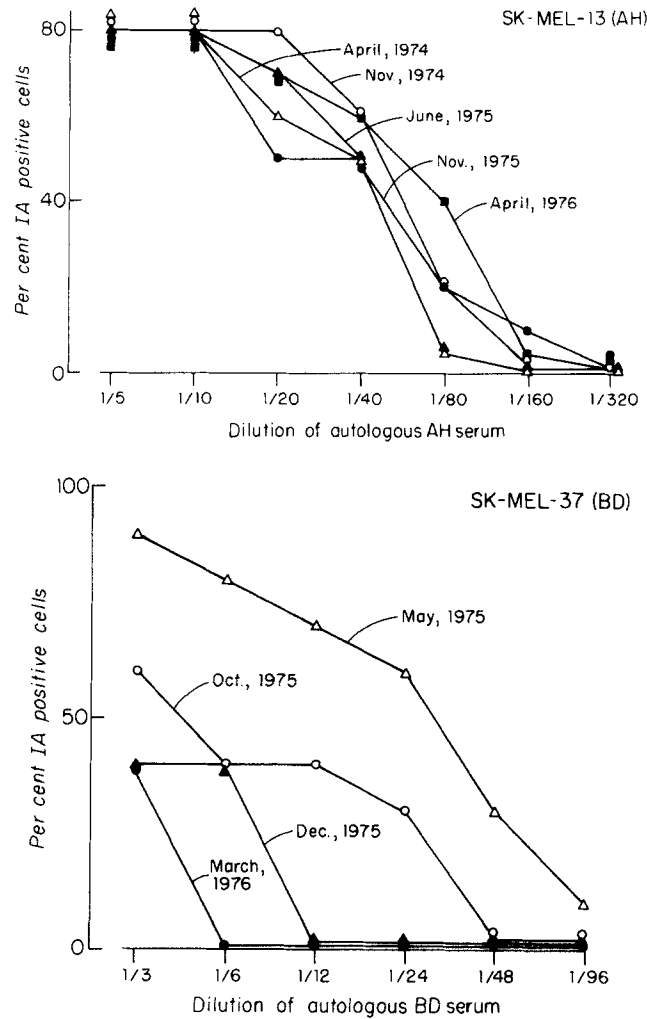 SK-MEL-13 (AH)
80
40
0
Per cent IA positive cells
April, 1974
Nov., 1974
June, 1975
Nov., 1975
April, 1976
1/5 1/10 1/20 1/40 1/80 1/160 1/320
Dilution of autologous AH serum
SK-MEL-37 (BD)
100
50
0
Per cent IA positive cells
May, 1975
Oct., 1975
Dec., 1975
March,
1976
1/3 1/6 1/12 1/24 1/48 1/96
Dilution of autologous BD serum